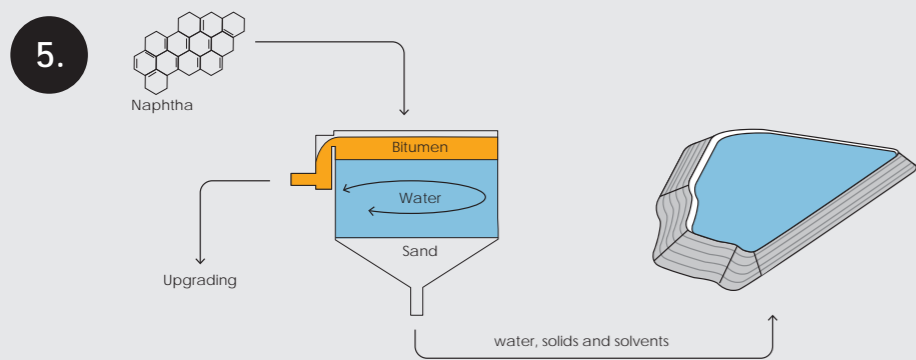 5.
Naphtha
Bitumen
Water
Sand
Upgrading
water, solids and solvents